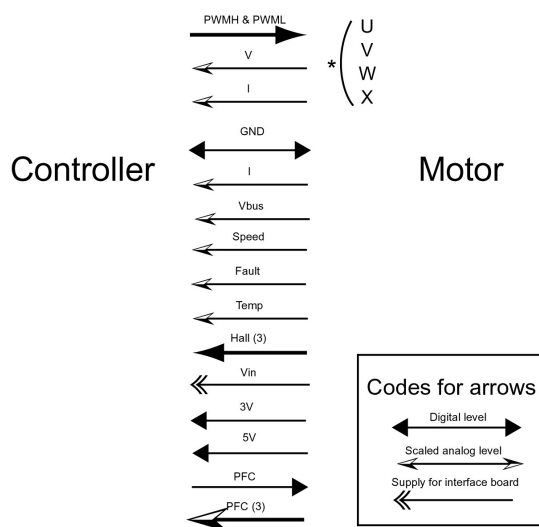 PWMH & PWML
V
I
*
U
V
W
X
GND
Controller
Motor
I
Vbus
Speed
Fault
Temp
Hall (3)
Vin
3V
5V
PFC
PFC (3)
Codes for arrows
Digital level
Scaled analog level
Supply for interface board